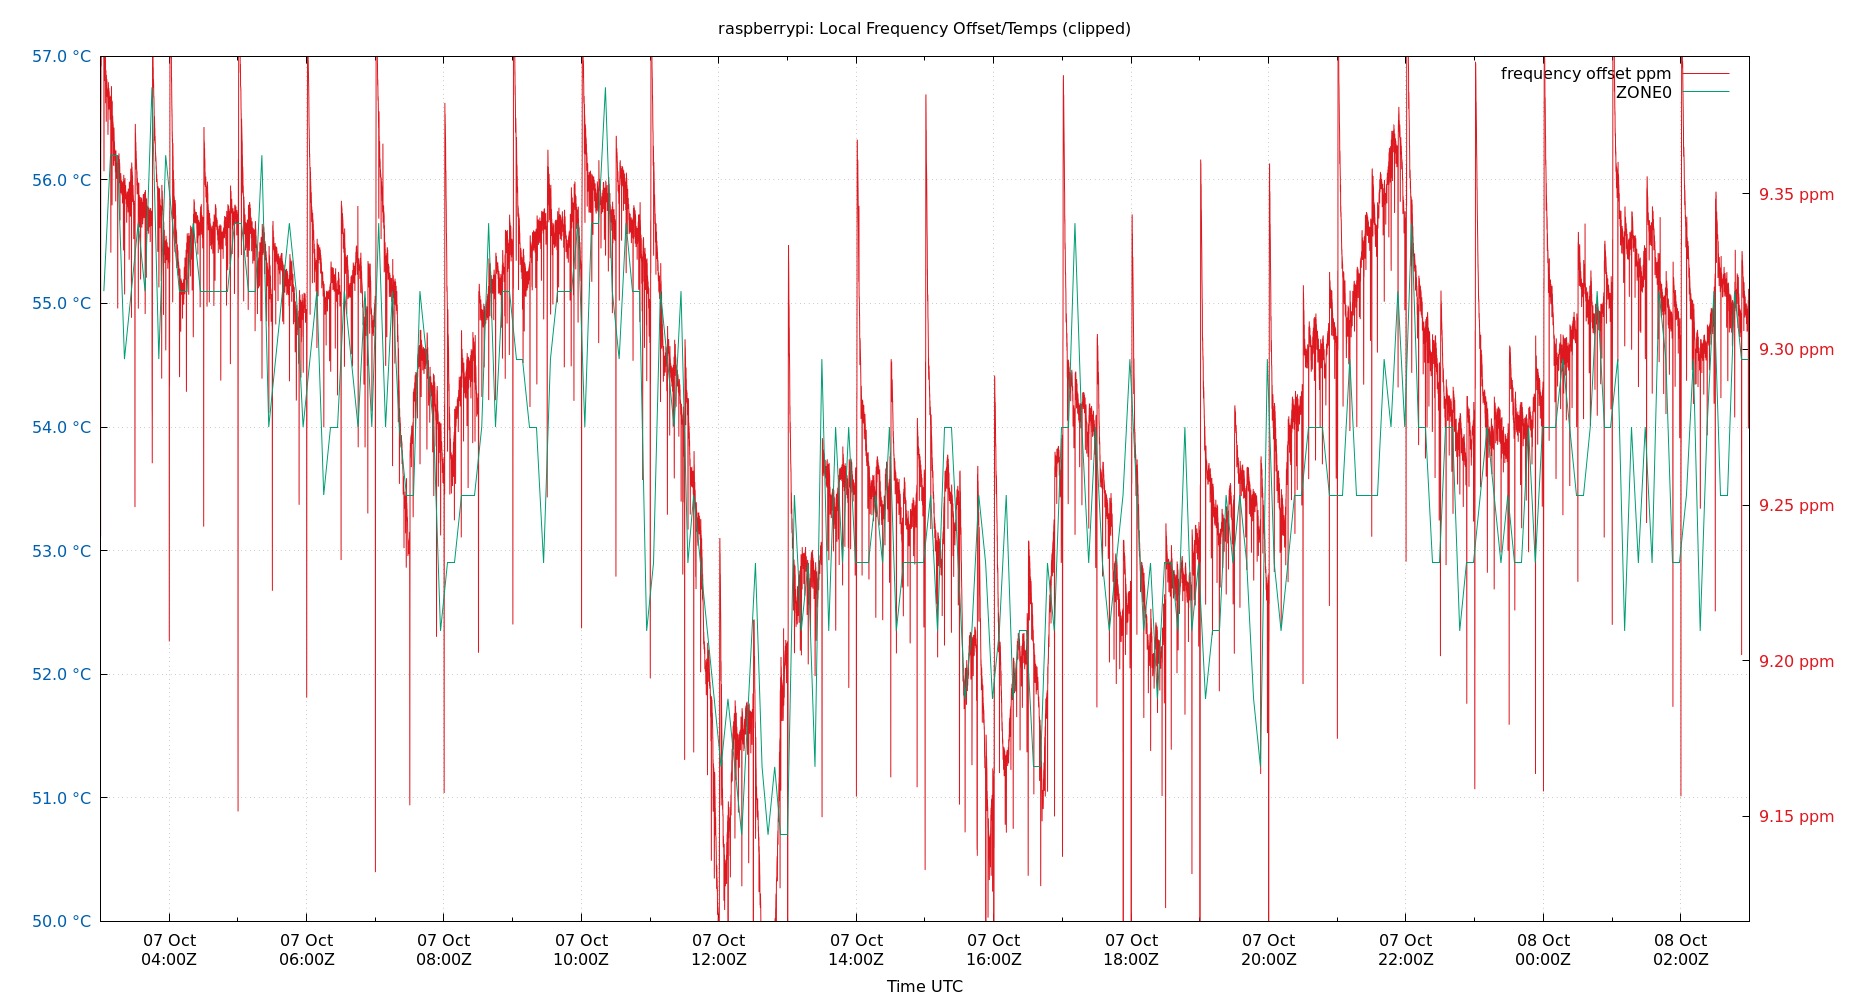 raspberrypi: Local Frequency Offset/Temps (clipped)
57.0 °C
56.0 °C
55.0 °C
54.0 °C
53.0 °C
52.0 °C
51.0 °C
50.0 °C
frequency offset ppm
ZONE0
9.35 ppm
9.30 ppm
9.25 ppm
9.20 ppm
9.15 ppm
07 Oct 07 Oct 07 Oct 07 Oct 07 Oct 07 Oct 07 Oct 07 Oct 07 Oct 07 Oct 08 Oct 08 Oct
04:00Z 06:00Z 08:00Z 10:00Z 12:00Z 14:00Z 16:00Z 18:00Z 20:00Z 22:00Z 00:00Z 02:00Z
Time UTC